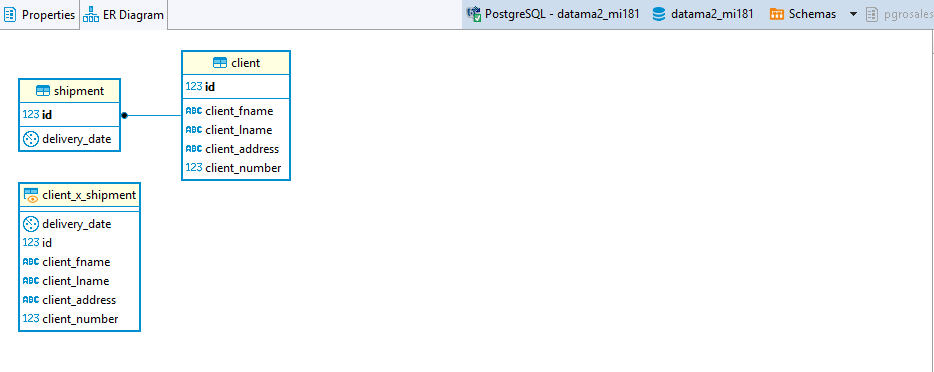 Properties
ER Diagram
PostgreSQL - datama2_mi181
datama2_mi181
Schemas
pgrosales
client
123 id
ABC client_fname
ABC client_lname
ABC client_address
123 client_number
shipment
123 id
delivery_date
client_x_shipment
delivery_date
123 id
ABC client_fname
ABC client_lname
ABC client_address
123 client_number